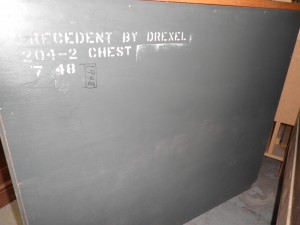 PRECEDENT BY DREXEL
204-2 CHEST
7 48